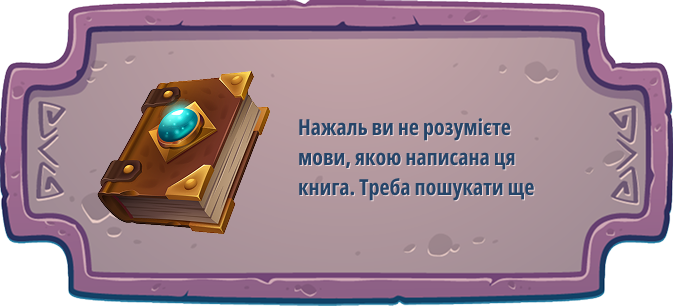 Нажаль ви не розумієте
мови, якою написана ця
книга. Треба пошукати ще